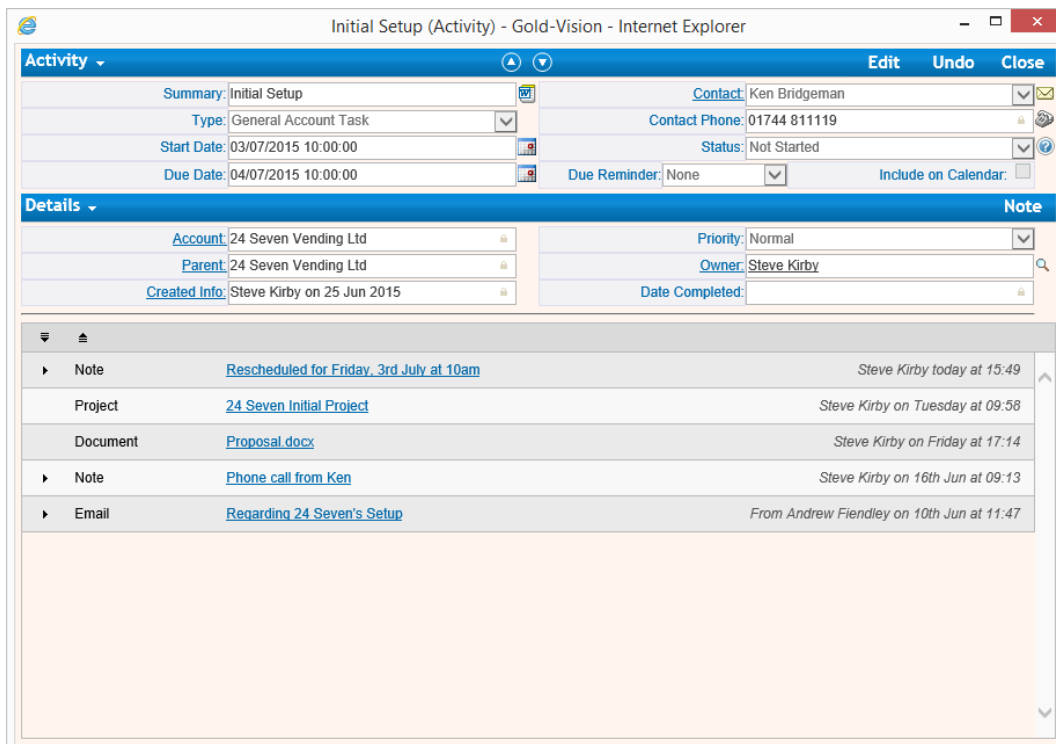 Initial Setup (Activity) - Gold-Vision - Internet Explorer
Activity Edit Undo Close
Summary: Initial Setup Contact: Ken Bridgeman
Type: General Account Task Contact Phone: 01744 811119
Start Date: 03/07/2015 10:00:00 Status: Not Started
Due Date: 04/07/2015 10:00:00 Due Reminder: None Include on Calendar:
Details Note
Account: 24 Seven Vending Ltd Priority: Normal
Parent: 24 Seven Vending Ltd Owner: Steve Kirby
Created Info: Steve Kirby on 25 Jun 2015 Date Completed:
Note Rescheduled for Friday, 3rd July at 10am Steve Kirby today at 15:49
Project 24 Seven Initial Project Steve Kirby on Tuesday at 09:58
Document Proposal.docx Steve Kirby on Friday at 17:14
Note Phone call from Ken Steve Kirby on 16th Jun at 09:13
Email Regarding 24 Seven's Setup From Andrew Fiendley on 10th Jun at 11:47